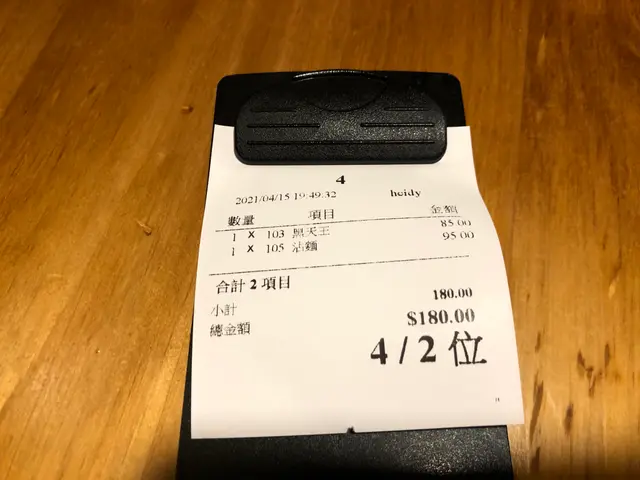 4
2021/04/15 19:49:32 heidy
數量 項目 金額
1 X 103 黑天王 85.00
1 X 105 沾麵 95.00
合計 2 項目
小計 180.00
總金額 $180.00
4 / 2 位